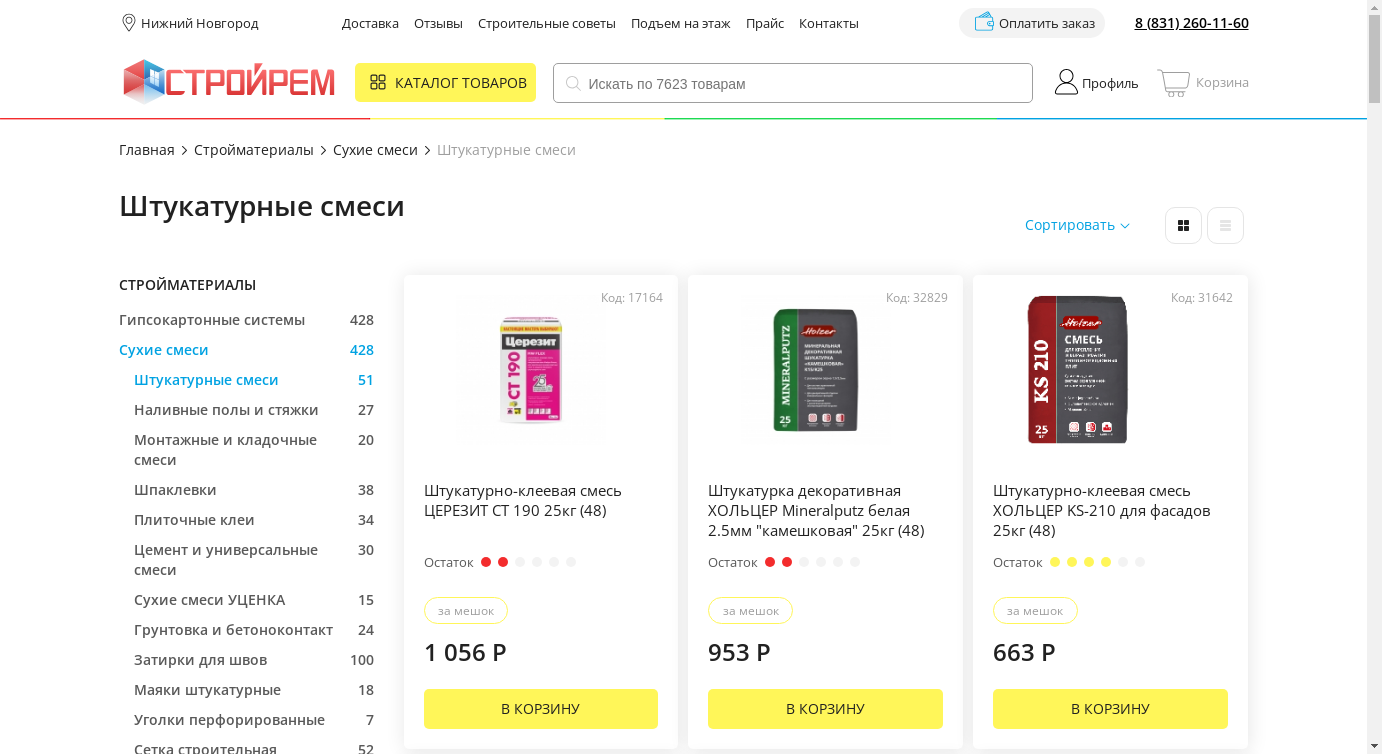 Нижний Новгород
Доставка Отзывы Строительные советы Подъем на этаж Прайс Контакты
Оплатить заказ
8 (831) 260-11-60
СТРОЙРЕМ
КАТАЛОГ ТОВАРОВ
Искать по 7623 товарам
Профиль
Корзина
Главная Стройматериалы Сухие смеси Штукатурные смеси
Штукатурные смеси
Сортировать
СТРОЙМАТЕРИАЛЫ
Гипсокартонные системы 428
Сухие смеси 428
Штукатурные смеси 51
Наливные полы и стяжки 27
Монтажные и кладочные 20
смеси
Шпаклевки 38
Плиточные клеи 34
Цемент и универсальные 30
смеси
Сухие смеси УЦЕНКА 15
Грунтовка и бетоноконтакт 24
Затирки для швов 100
Маяки штукатурные 18
Уголки перфорированные 7
Сетка строительная 52
Код: 17164
Церезит
CT 190
Штукатурно-клеевая смесь
ЦЕРЕЗИТ CT 190 25кг (48)
Остаток
за мешок
1 056 Р
В КОРЗИНУ
Код: 32829
Holzer
MINERALPUTZ
25
Штукатурка декоративная
ХОЛЬЦЕР Mineralputz белая
2.5мм "камешковая" 25кг (48)
Остаток
за мешок
953 Р
В КОРЗИНУ
Код: 31642
Holzer
СМЕСЬ
KS 210
25
кг
Штукатурно-клеевая смесь
ХОЛЬЦЕР KS-210 для фасадов
25кг (48)
Остаток
за мешок
663 Р
В КОРЗИНУ